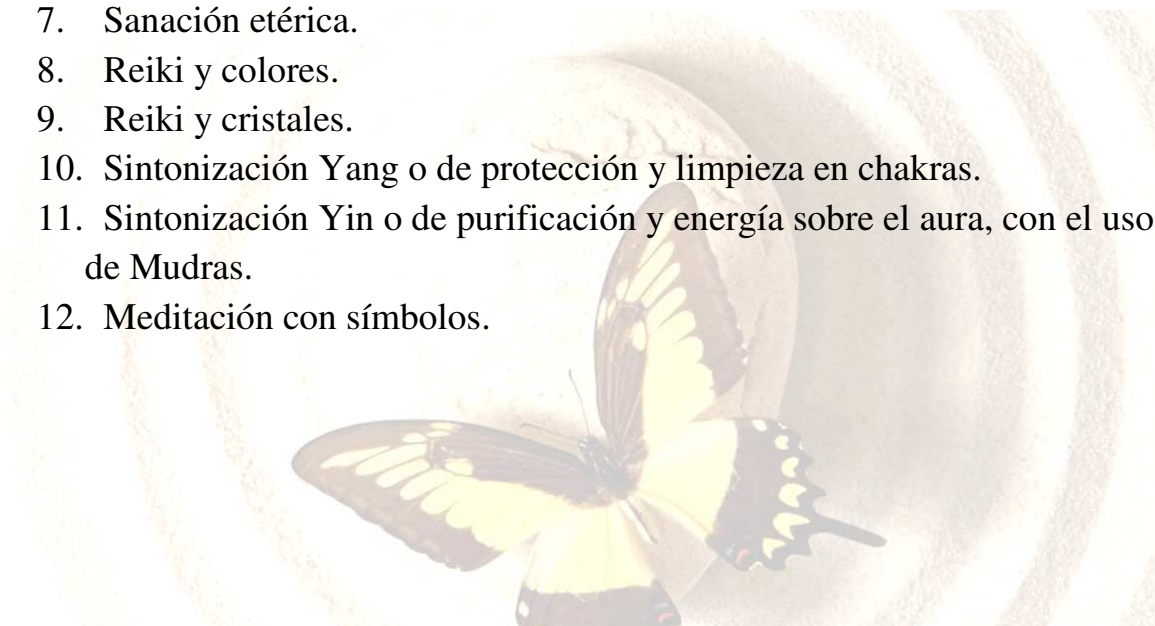 7. Sanación etérica.
8. Reiki y colores.
9. Reiki y cristales.
10. Sintonización Yang o de protección y limpieza en chakras.
11. Sintonización Yin o de purificación y energía sobre el aura, con el uso
de Mudras.
12. Meditación con símbolos.